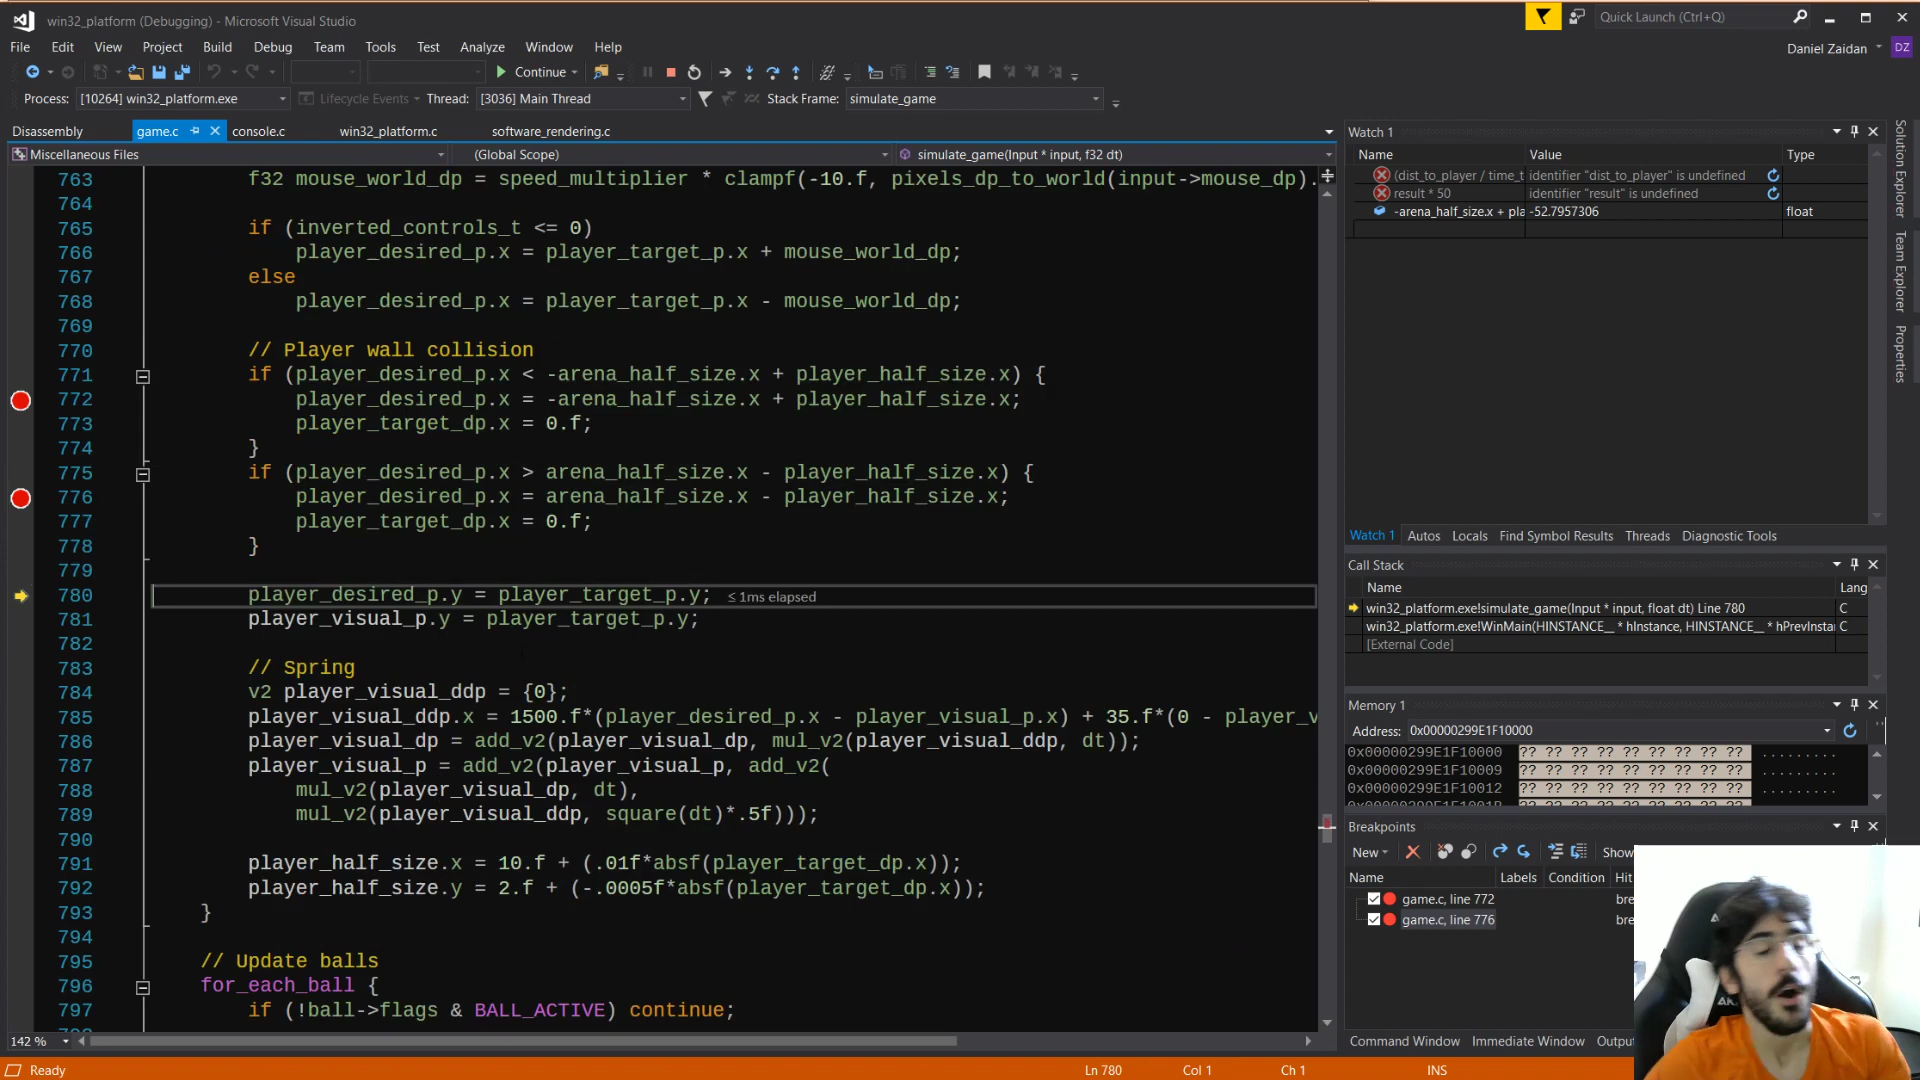 win32_platform (Debugging) - Microsoft Visual Studio
Quick Launch (Ctrl+Q)
File Edit View Project Build Debug Team Tools Test Analyze Window Help
Daniel Zaidan DZ
Continue
Process: [10264] win32_platform.exe Lifecycle Events Thread: [3036] Main Thread Stack Frame: simulate_game
Disassembly game.c console.c win32_platform.c software_rendering.c
Miscellaneous Files (Global Scope) simulate_game(Input * input, f32 dt)
763 f32 mouse_world_dp = speed_multiplier * clampf(-10.f, pixels_dp_to_world(input->mouse_dp).
764
765 if (inverted_controls_t <= 0)
766 player_desired_p.x = player_target_p.x + mouse_world_dp;
767 else
768 player_desired_p.x = player_target_p.x - mouse_world_dp;
769
770 // Player wall collision
771 if (player_desired_p.x < -arena_half_size.x + player_half_size.x) {
772 player_desired_p.x = -arena_half_size.x + player_half_size.x;
773 player_target_dp.x = 0.f;
774 }
775 if (player_desired_p.x > arena_half_size.x - player_half_size.x) {
776 player_desired_p.x = arena_half_size.x - player_half_size.x;
777 player_target_dp.x = 0.f;
778 }
779
780 player_desired_p.y = player_target_p.y; ≤ 1ms elapsed
781 player_visual_p.y = player_target_p.y;
782
783 // Spring
784 v2 player_visual_ddp = {0};
785 player_visual_ddp.x = 1500.f*(player_desired_p.x - player_visual_p.x) + 35.f*(0 - player_v
786 player_visual_dp = add_v2(player_visual_dp, mul_v2(player_visual_ddp, dt));
787 player_visual_p = add_v2(player_visual_p, add_v2(
788 mul_v2(player_visual_dp, dt),
789 mul_v2(player_visual_ddp, square(dt)*.5f)));
790
791 player_half_size.x = 10.f + (.01f*absf(player_target_dp.x));
792 player_half_size.y = 2.f + (-.0005f*absf(player_target_dp.x));
793 }
794
795 // Update balls
796 for_each_ball {
797 if (!ball->flags & BALL_ACTIVE) continue;
142 %
Watch 1
Name Value Type
(dist_to_player / time_t identifier "dist_to_player" is undefined
result * 50 identifier "result" is undefined
-arena_half_size.x + pla -52.7957306 float
Watch 1 Autos Locals Find Symbol Results Threads Diagnostic Tools
Call Stack
Name Lang
win32_platform.exe!simulate_game(Input * input, float dt) Line 780 C
win32_platform.exe!WinMain(HINSTANCE__ * hInstance, HINSTANCE__ * hPrevInstar C
[External Code]
Memory 1
Address: 0x00000299E1F10000
0x00000299E1F10000 ?? ?? ?? ?? ?? ?? ?? ?? ?? .........
0x00000299E1F10009 ?? ?? ?? ?? ?? ?? ?? ?? ?? .........
0x00000299E1F10012 ?? ?? ?? ?? ?? ?? ?? ?? ?? .........
Breakpoints
New Show
Name Labels Condition Hit
game.c, line 772 bre
game.c, line 776 bre
Command Window Immediate Window Outpu
Solution Explorer
Team Explorer
Properties
Ready Ln 780 Col 1 Ch 1 INS